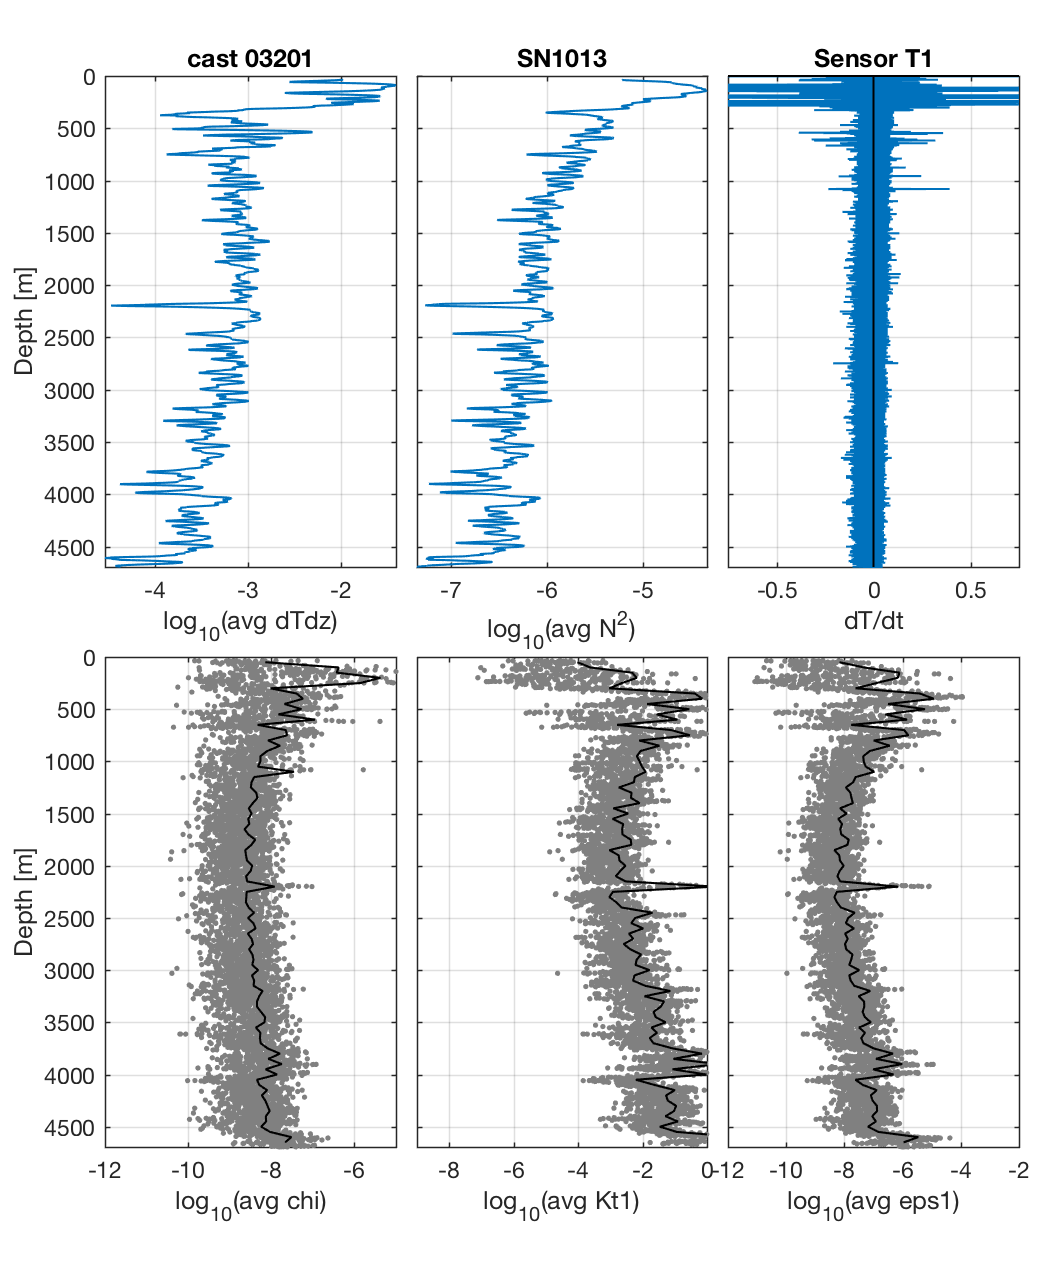 cast 03201 SN1013 Sensor T1
0
500
1000
1500
2000
2500
3000
3500
4000
4500
Depth [m]
-4 -3 -2 -7 -6 -5 -0.5 0 0.5
log10(avg dTdz) log10(avg N2) dT/dt
0
500
1000
1500
2000
2500
3000
3500
4000
4500
Depth [m]
-12 -10 -8 -6 -8 -6 -4 -2 0 -12 -10 -8 -6 -4 -2
log10(avg chi) log10(avg Kt1) log10(avg eps1)